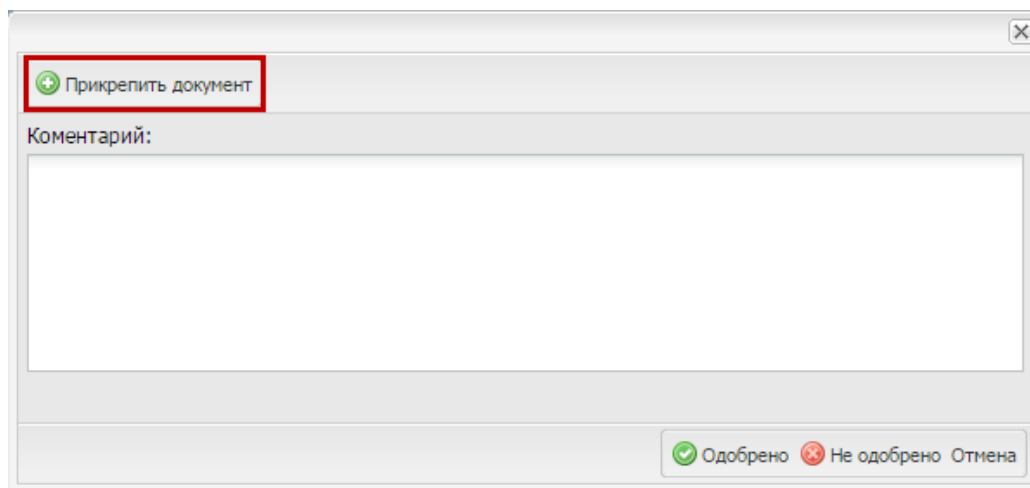 Прикрепить документ
Коментарий:
Одобрено Не одобрено Отмена